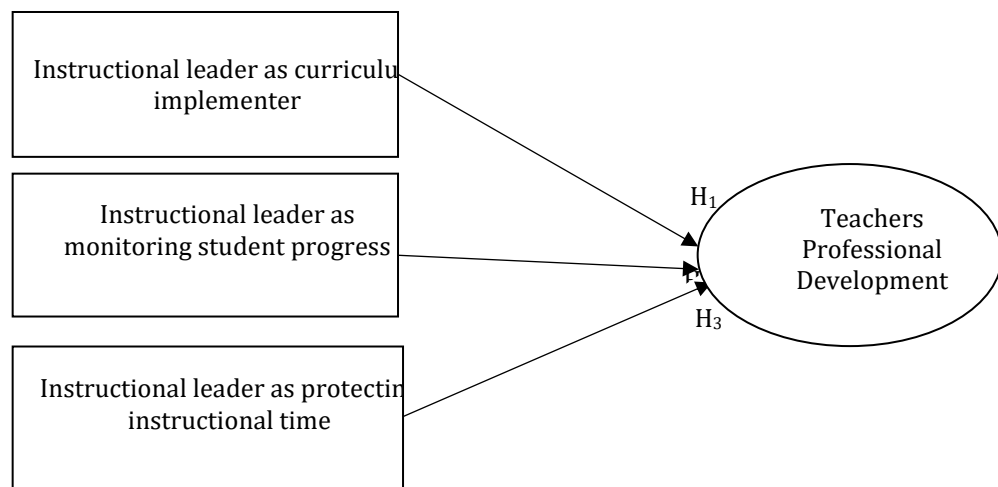 Instructional leader as curriculu
implementer
Instructional leader as
monitoring student progress
Instructional leader as protectin
instructional time
H₁
H₃
Teachers
Professional
Development